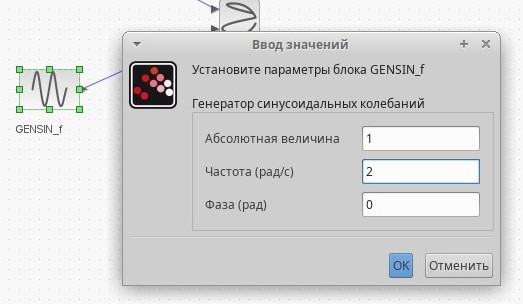 Ввод значений
Установите параметры блока GENSIN_f
Генератор синусоидальных колебаний
Абсолютная величина 1
Частота (рад/с) 2
Фаза (рад) 0
OK Отменить
GENSIN_f